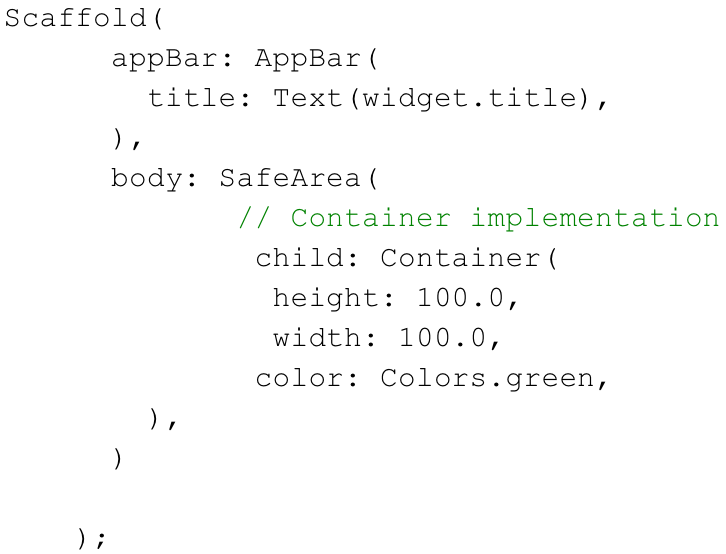 Scaffold(
      appBar: AppBar(
        title: Text(widget.title),
      ),
      body: SafeArea(
             // Container implementation
              child: Container(
               height: 100.0,
               width: 100.0,
              color: Colors.green,
        ),
      )
    );